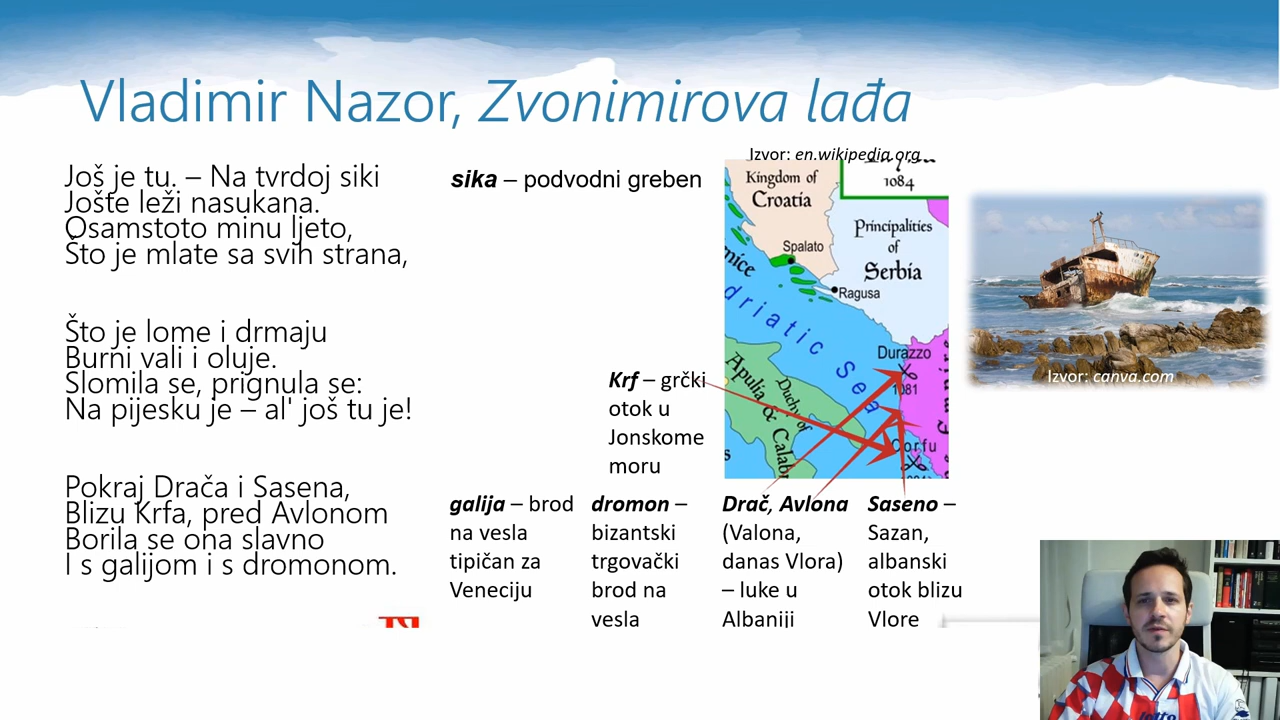 Vladimir Nazor, Zvonimirova lađa
Još je tu. – Na tvrdoj siki
Jošte leži nasukana.
Osamstoto minu ljeto,
Što je mlate sa svih strana,
Što je lome i drmaju
Burni vali i oluje.
Slomila se, prignula se:
Na pijesku je – al' još tu je!
Pokraj Drača i Sasena,
Blizu Krfa, pred Avlonom
Borila se ona slavno
I s galijom i s dromonom.
sika – podvodni greben
Krf – grčki
otok u
Jonskome
moru
galija – brod
na vesla
tipičan za
Veneciju
dromon –
bizantski
trgovački
brod na
vesla
Drač, Avlona
(Valona,
danas Vlora)
– luke u
Albaniji
Saseno –
Sazan,
albanski
otok blizu
Vlore
Izvor: en.wikipedia.org
1084
Kingdom of
Croatia
Principalities
of
Serbia
Spalato
Ragusa
Adriatic Sea
Durazzo
1081
Apulia &
Duchy of
Corfu
Izvor: canva.com